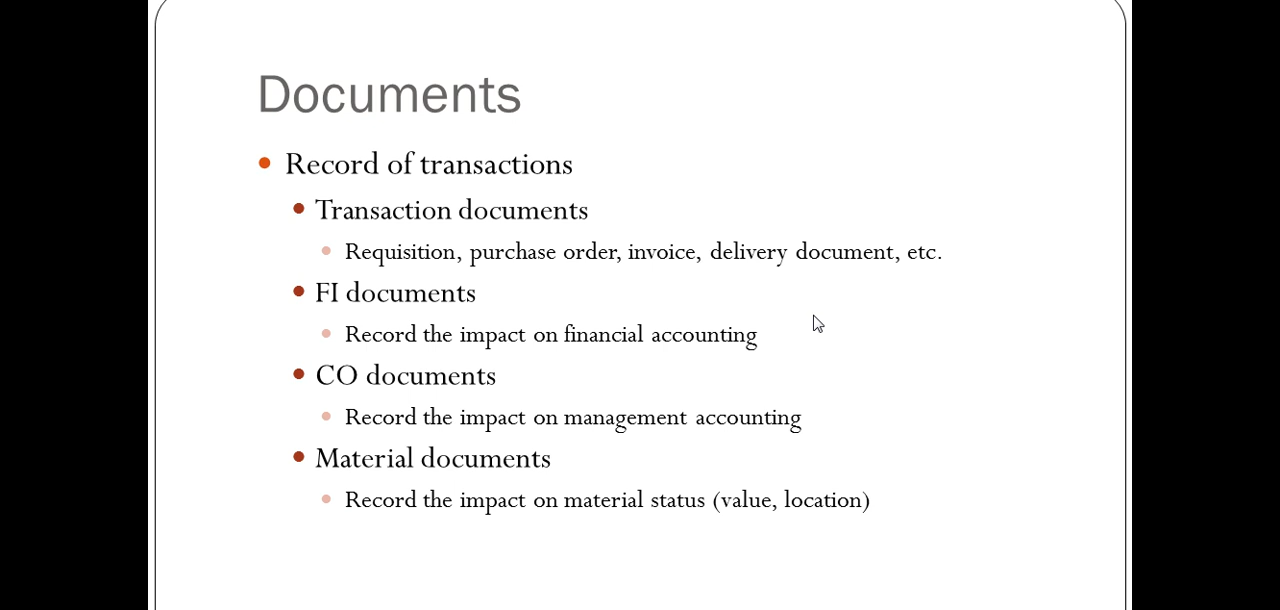 Documents
Record of transactions
Transaction documents
Requisition, purchase order, invoice, delivery document, etc.
FI documents
Record the impact on financial accounting
CO documents
Record the impact on management accounting
Material documents
Record the impact on material status (value, location)